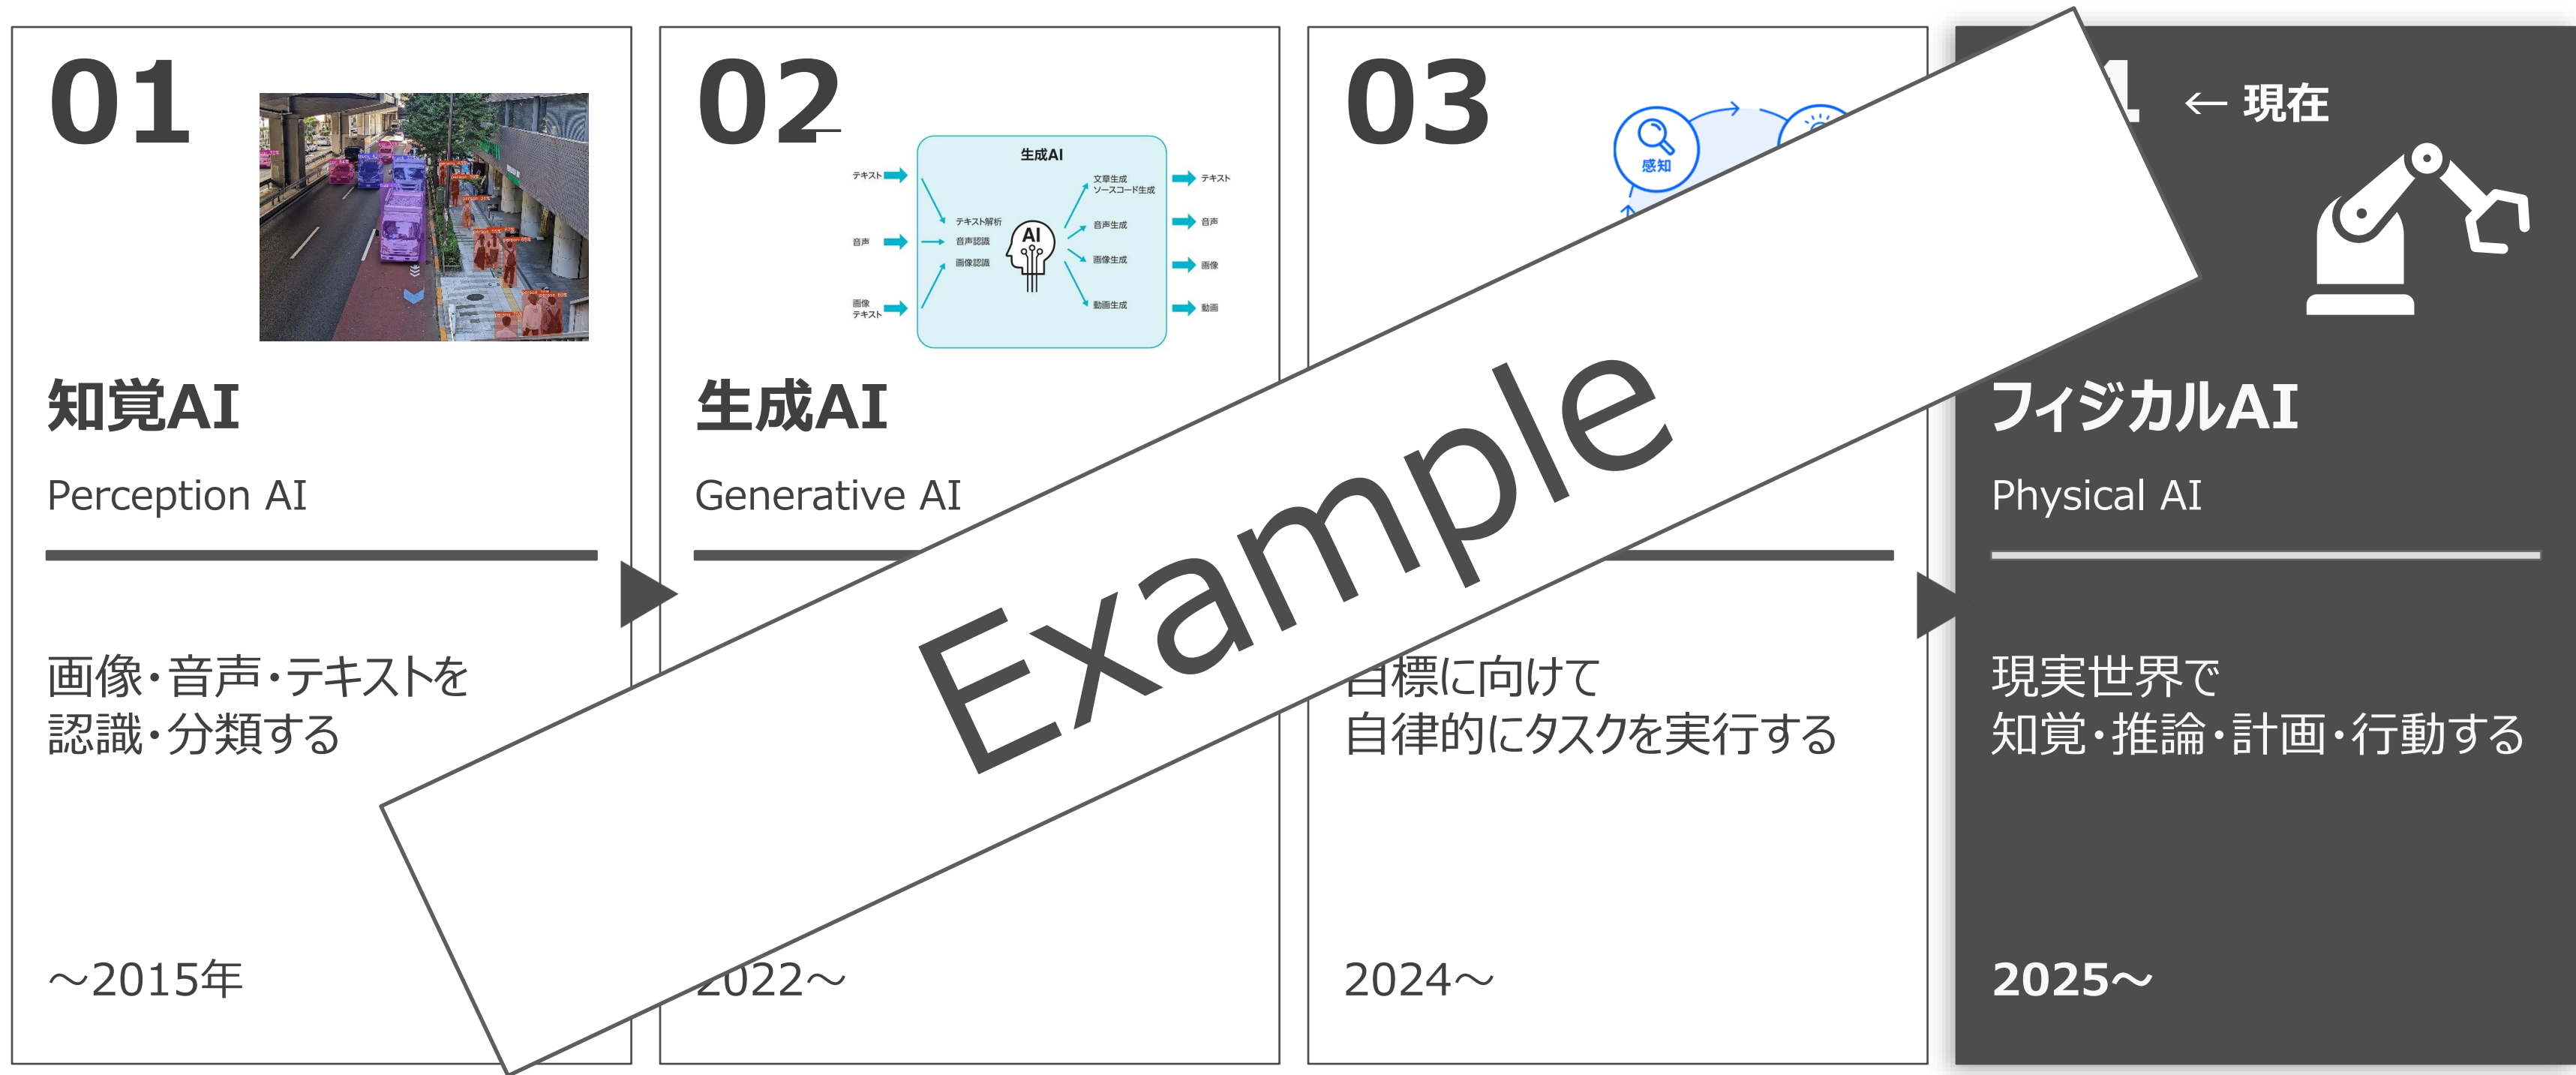 01
知覚AI
Perception AI
画像・音声・テキストを
認識・分類する
～2015年
02
生成AI
テキスト
音声
画像
テキスト
テキスト解析
音声認識
画像認識
AI
文章生成
ソースコード生成
音声生成
画像生成
動画生成
テキスト
音声
画像
動画
生成AI
Generative AI
2022～
03
感知
目標に向けて
自律的にタスクを実行する
2024～
← 現在
フィジカルAI
Physical AI
現実世界で
知覚・推論・計画・行動する
2025～
Example